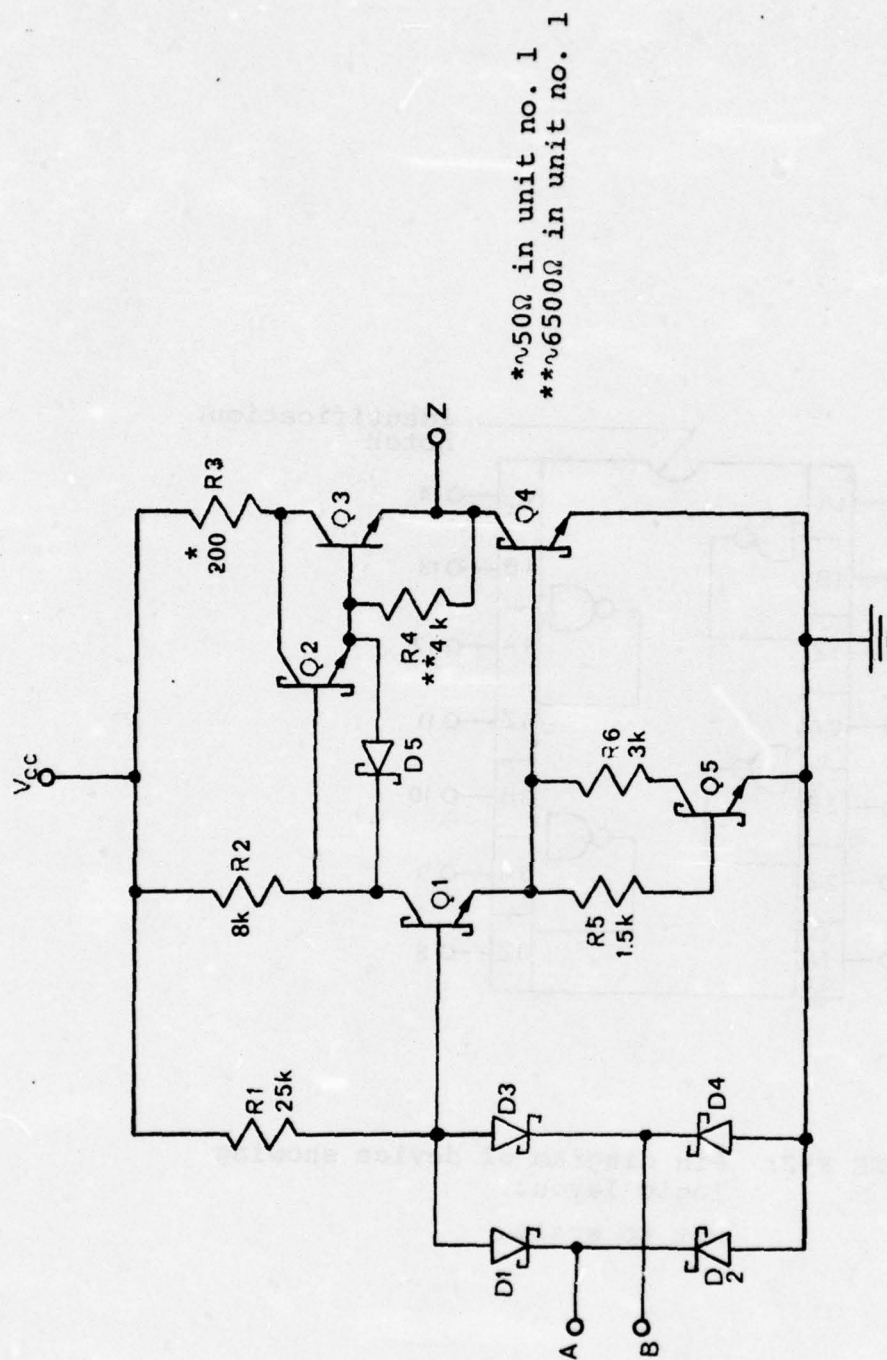 Vcc
R1
25k
R2
8k
R3
*
200
Q2
Q3
D5
R4
**4k
Z
Q1
Q4
D1
D3
A
B
R5
1.5k
R6
3k
Q5
D2
D4
*~50Ω in unit no. 1
**~6500Ω in unit no. 1